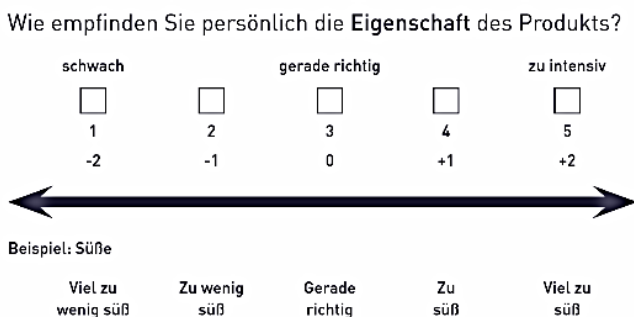 Wie empfinden Sie persönlich die Eigenschaft des Produkts?
schwach gerade richtig zu intensiv
1 2 3 4 5
-2 -1 0 +1 +2
Beispiel: Süße
Viel zu Zu wenig Gerade Zu Viel zu
wenig süß süß richtig süß süß